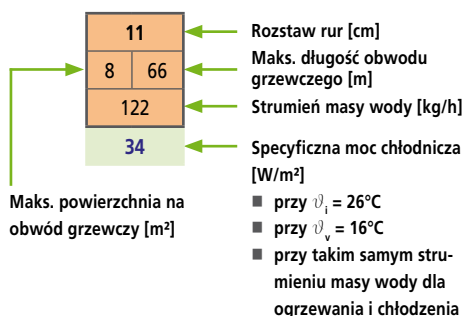 11
8 66
122
34
Rozstaw rur [cm]
Maks. długość obwodu
grzewczego [m]
Strumień masy wody [kg/h]
Specyficzna moc chłodnicza
[W/m²]
■ przy ϑi = 26°C
■ przy ϑv = 16°C
■ przy takim samym stru-
mieniu masy wody dla
ogrzewania i chłodzenia
Maks. powierzchnia na
obwód grzewczy [m²]